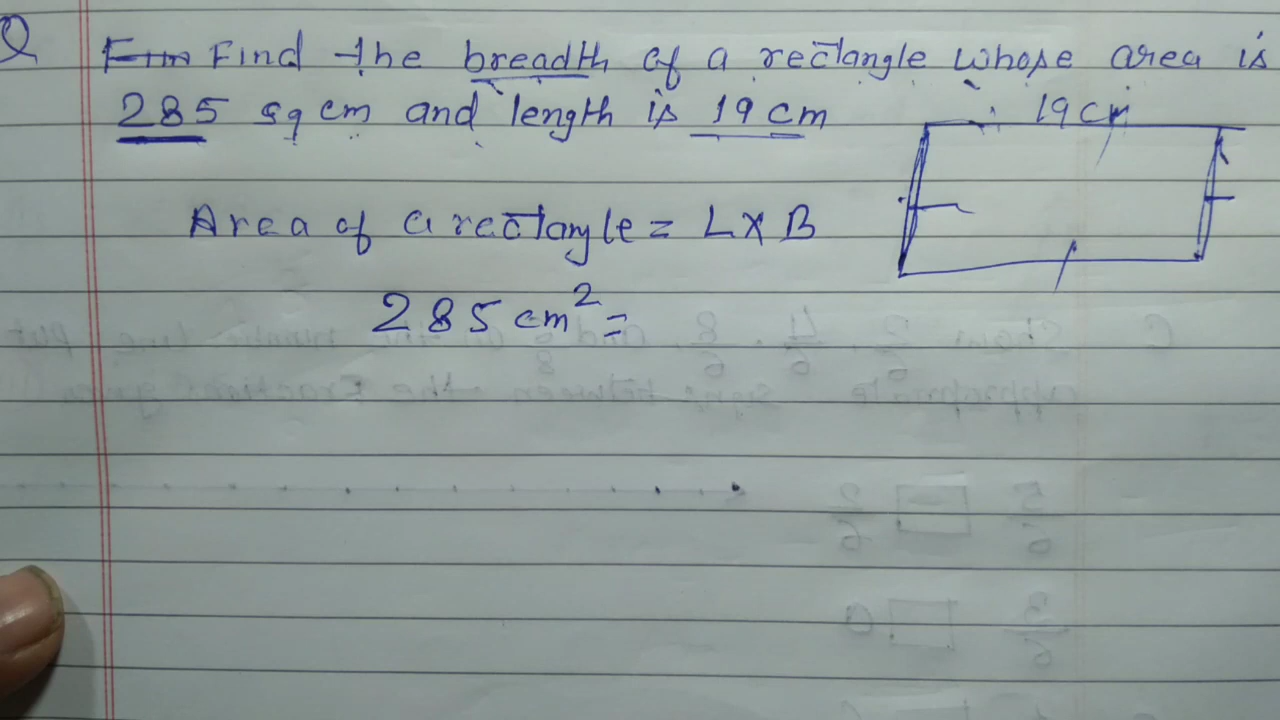 Q Find the breadth of a rectangle whose area is
285 sq cm and length is 19 cm
19 cm
Area of a rectangle = L x B
285 cm² =